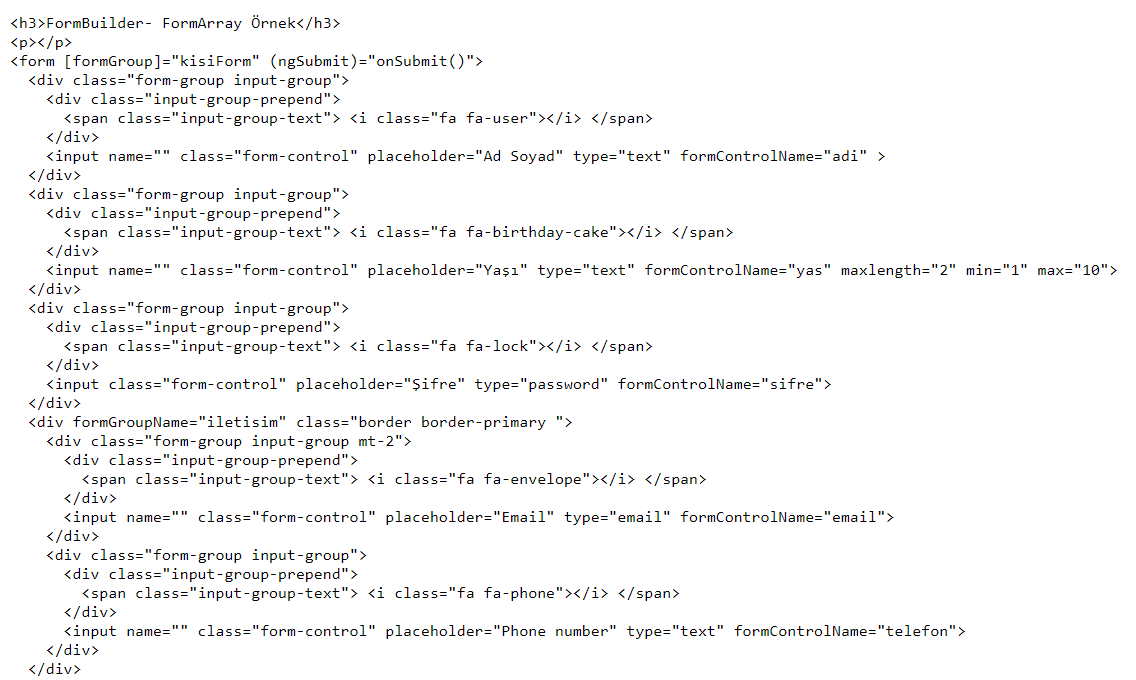 <h3>FormBuilder- FormArray Örnek</h3>
<p></p>
<form [formGroup]="kisiForm" (ngSubmit)="onSubmit()">
  <div class="form-group input-group">
    <div class="input-group-prepend">
      <span class="input-group-text"> <i class="fa fa-user"></i> </span>
    </div>
    <input name="" class="form-control" placeholder="Ad Soyad" type="text" formControlName="adi" >
  </div>
  <div class="form-group input-group">
    <div class="input-group-prepend">
      <span class="input-group-text"> <i class="fa fa-birthday-cake"></i> </span>
    </div>
    <input name="" class="form-control" placeholder="Yaşı" type="text" formControlName="yas" maxlength="2" min="1" max="10">
  </div>
  <div class="form-group input-group">
    <div class="input-group-prepend">
      <span class="input-group-text"> <i class="fa fa-lock"></i> </span>
    </div>
    <input class="form-control" placeholder="Şifre" type="password" formControlName="sifre">
  </div>
  <div formGroupName="iletisim" class="border border-primary ">
    <div class="form-group input-group mt-2">
      <div class="input-group-prepend">
        <span class="input-group-text"> <i class="fa fa-envelope"></i> </span>
      </div>
      <input name="" class="form-control" placeholder="Email" type="email" formControlName="email">
    </div>
    <div class="form-group input-group">
      <div class="input-group-prepend">
        <span class="input-group-text"> <i class="fa fa-phone"></i> </span>
      </div>
      <input name="" class="form-control" placeholder="Phone number" type="text" formControlName="telefon">
    </div>
  </div>